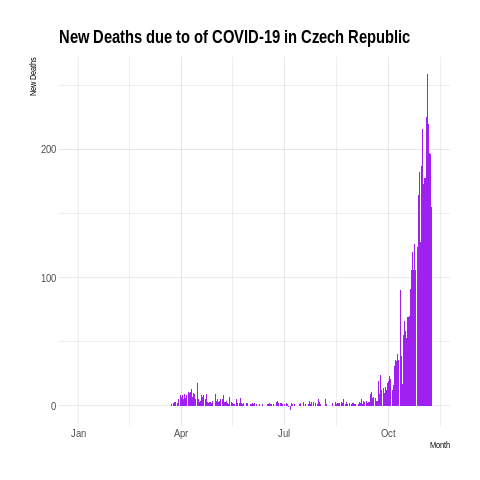 New Deaths due to of COVID-19 in Czech Republic
New Deaths
200
100
0
Jan Apr Jul Oct
Month